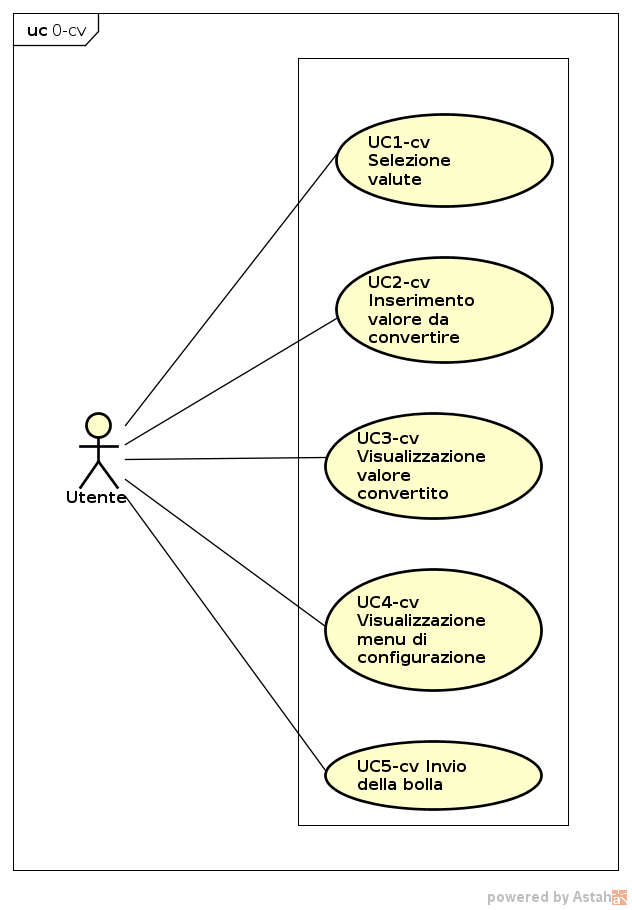 uc 0-cv
UC1-cv
Selezione
valute
UC2-cv
Inserimento
valore da
convertire
UC3-cv
Visualizzazione
valore
convertito
Utente
UC4-cv
Visualizzazione
menu di
configurazione
UC5-cv Invio
della bolla
powered by Astah